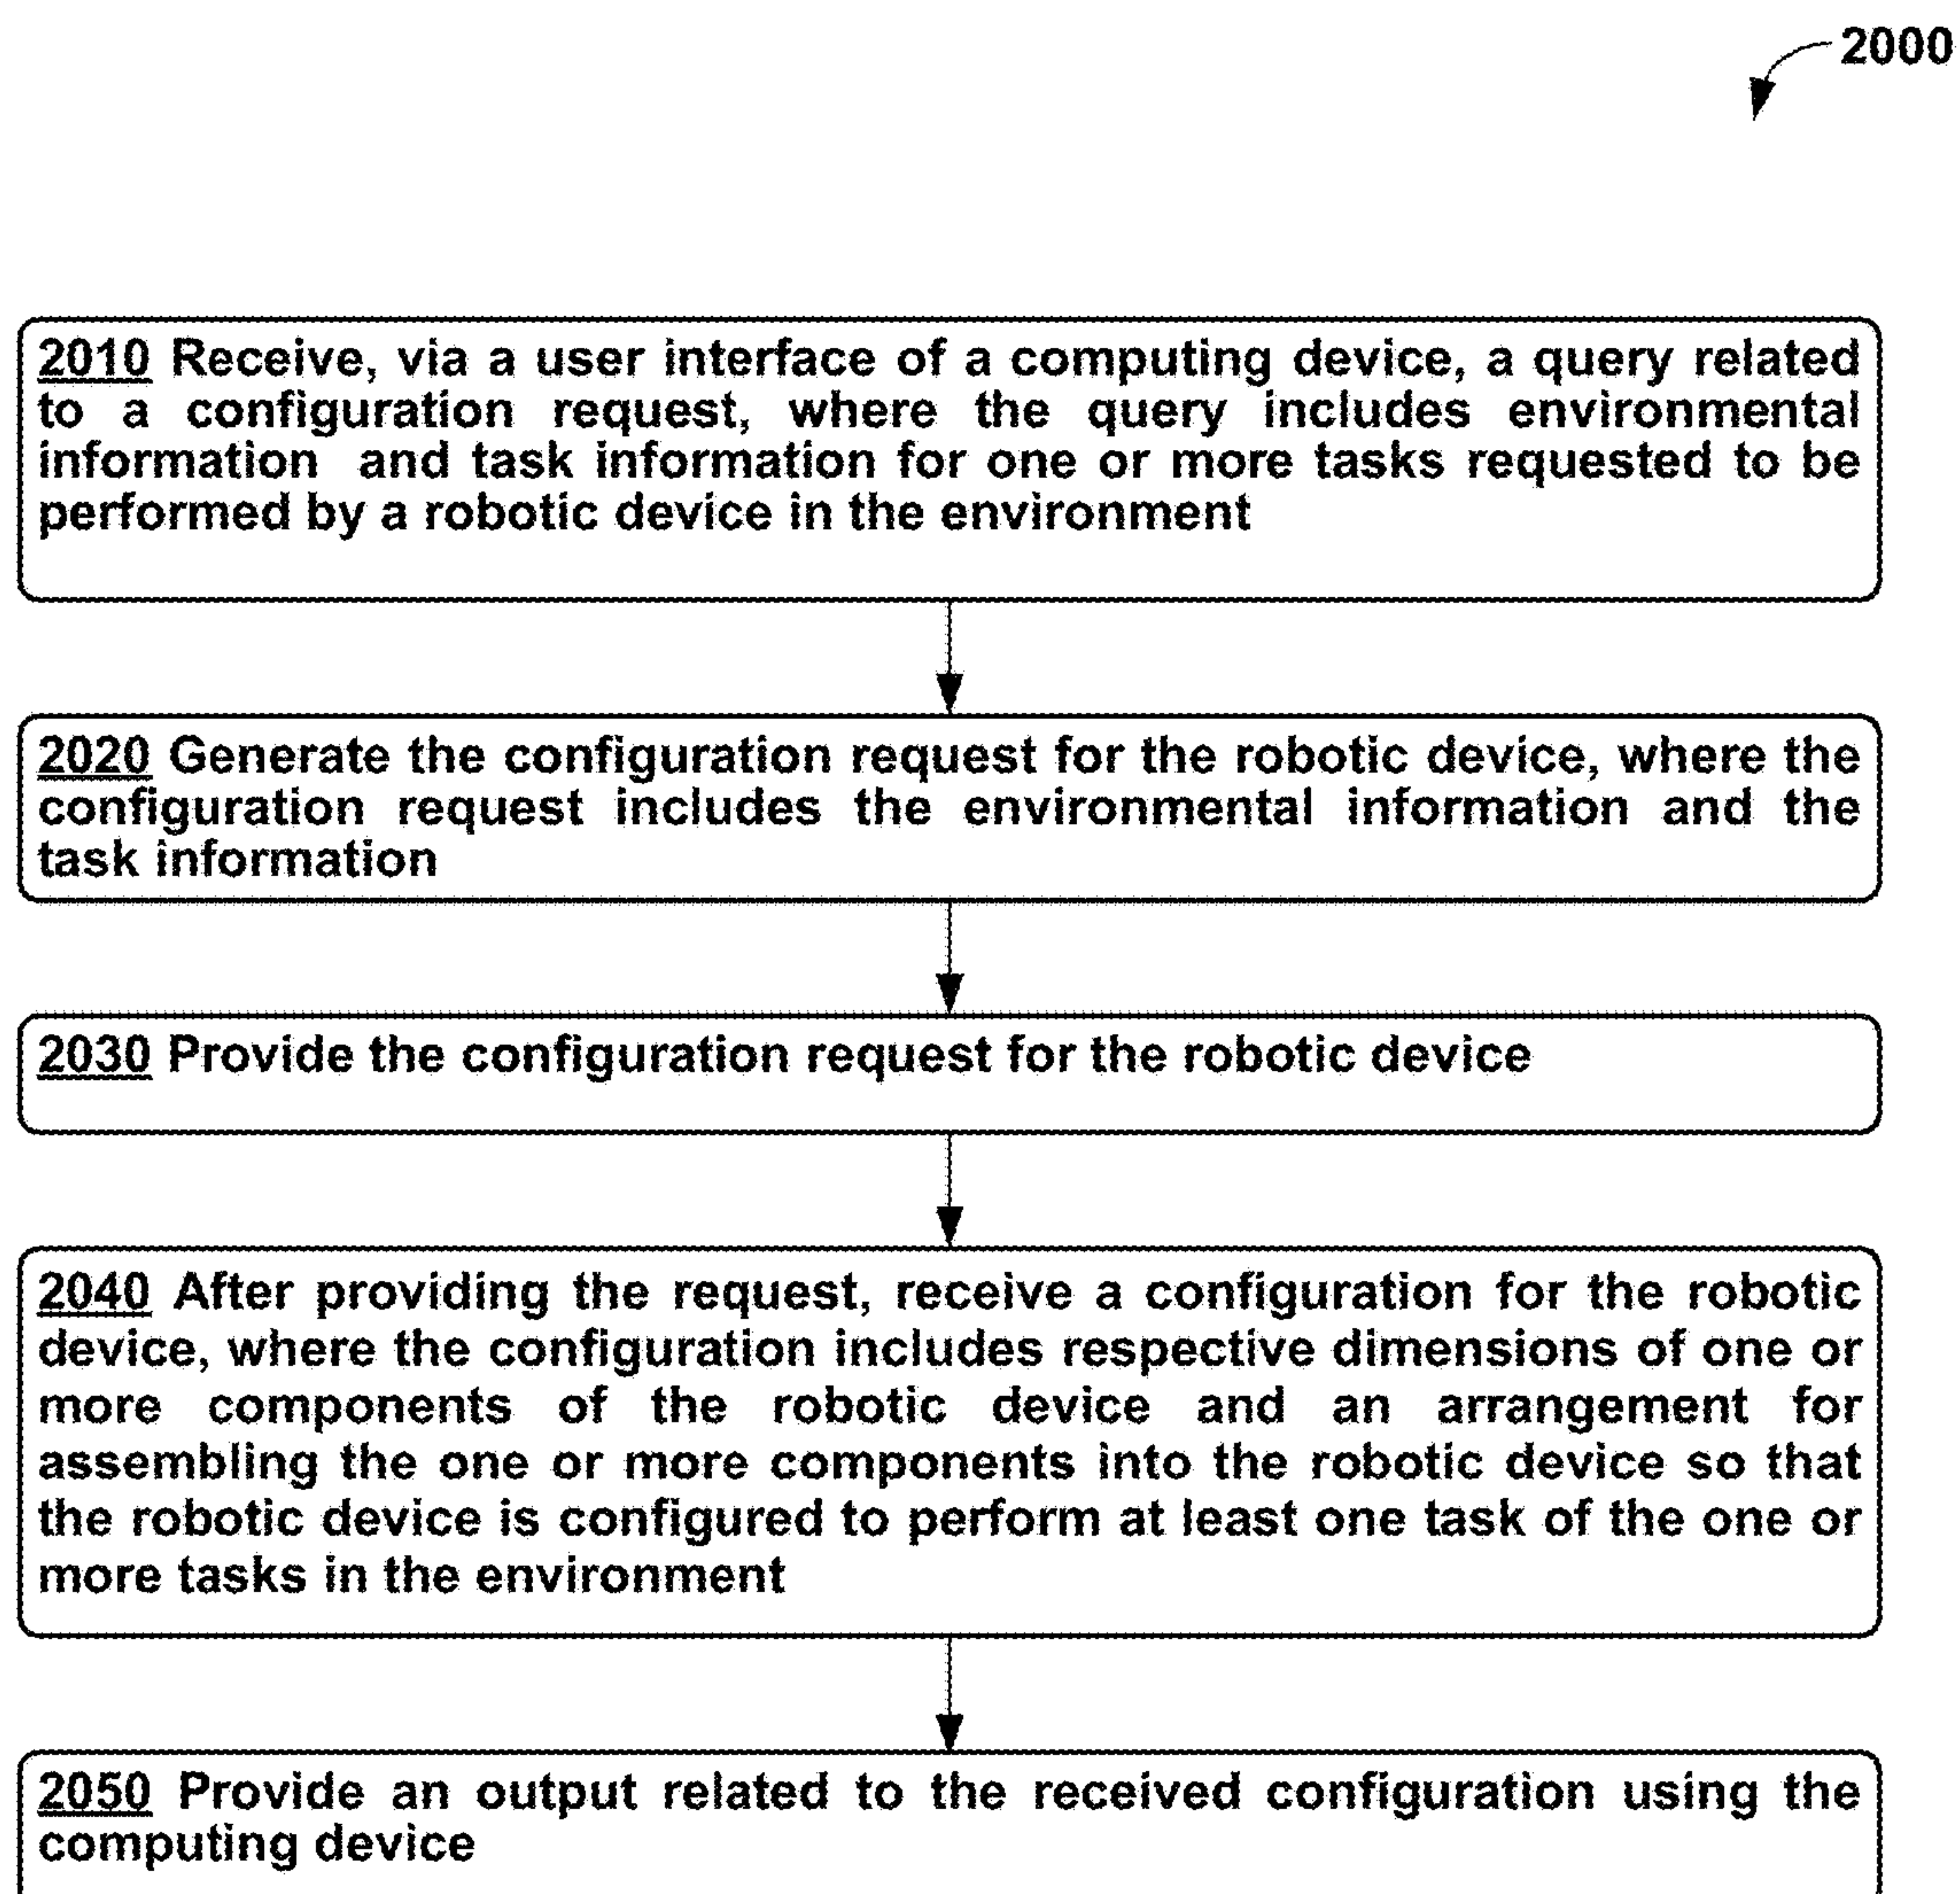 2000
2010 Receive, via a user interface of a computing device, a query related
to a configuration request, where the query includes environmental
information and task information for one or more tasks requested to be
performed by a robotic device in the environment
2020 Generate the configuration request for the robotic device, where the
configuration request includes the environmental information and the
task information
2030 Provide the configuration request for the robotic device
2040 After providing the request, receive a configuration for the robotic
device, where the configuration includes respective dimensions of one or
more components of the robotic device and an arrangement for
assembling the one or more components into the robotic device so that
the robotic device is configured to perform at least one task of the one or
more tasks in the environment
2050 Provide an output related to the received configuration using the
computing device